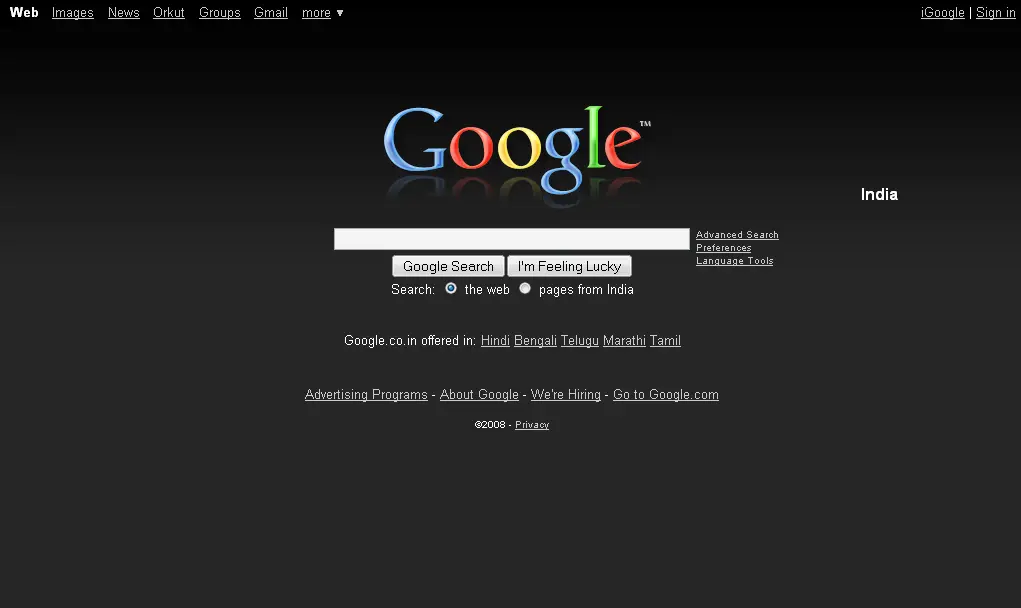 Web Images News Orkut Groups Gmail more ▼ iGoogle | Sign in
Google™
India
Advanced Search
Preferences
Language Tools
Google Search I'm Feeling Lucky
Search: the web pages from India
Google.co.in offered in: Hindi Bengali Telugu Marathi Tamil
Advertising Programs - About Google - We're Hiring - Go to Google.com
©2008 - Privacy